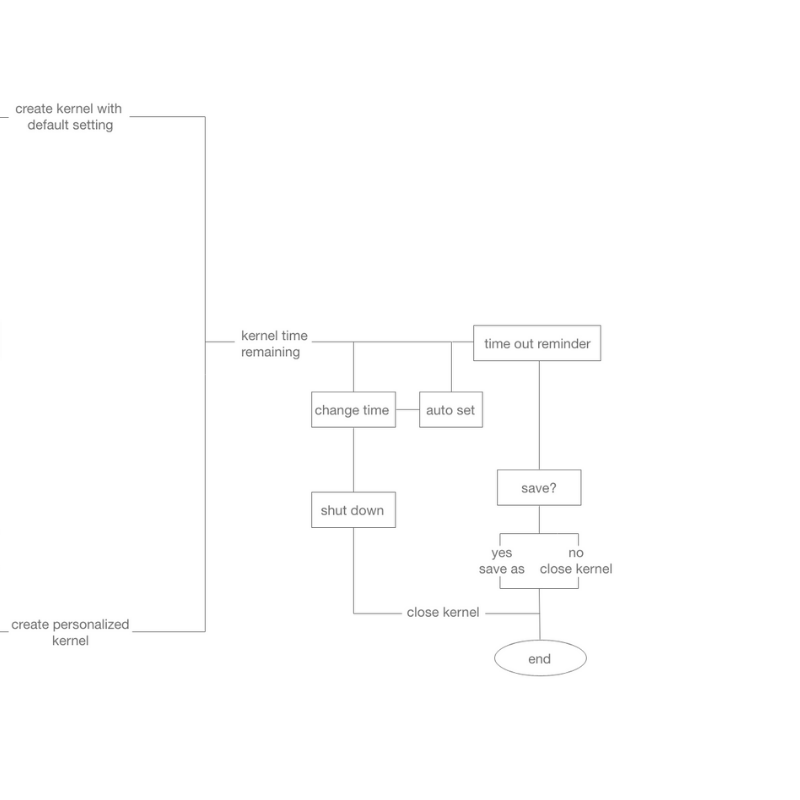 create kernel with
default setting
kernel time
remaining
time out reminder
change time
auto set
save?
shut down
yes
save as
no
close kernel
close kernel
create personalized
kernel
end